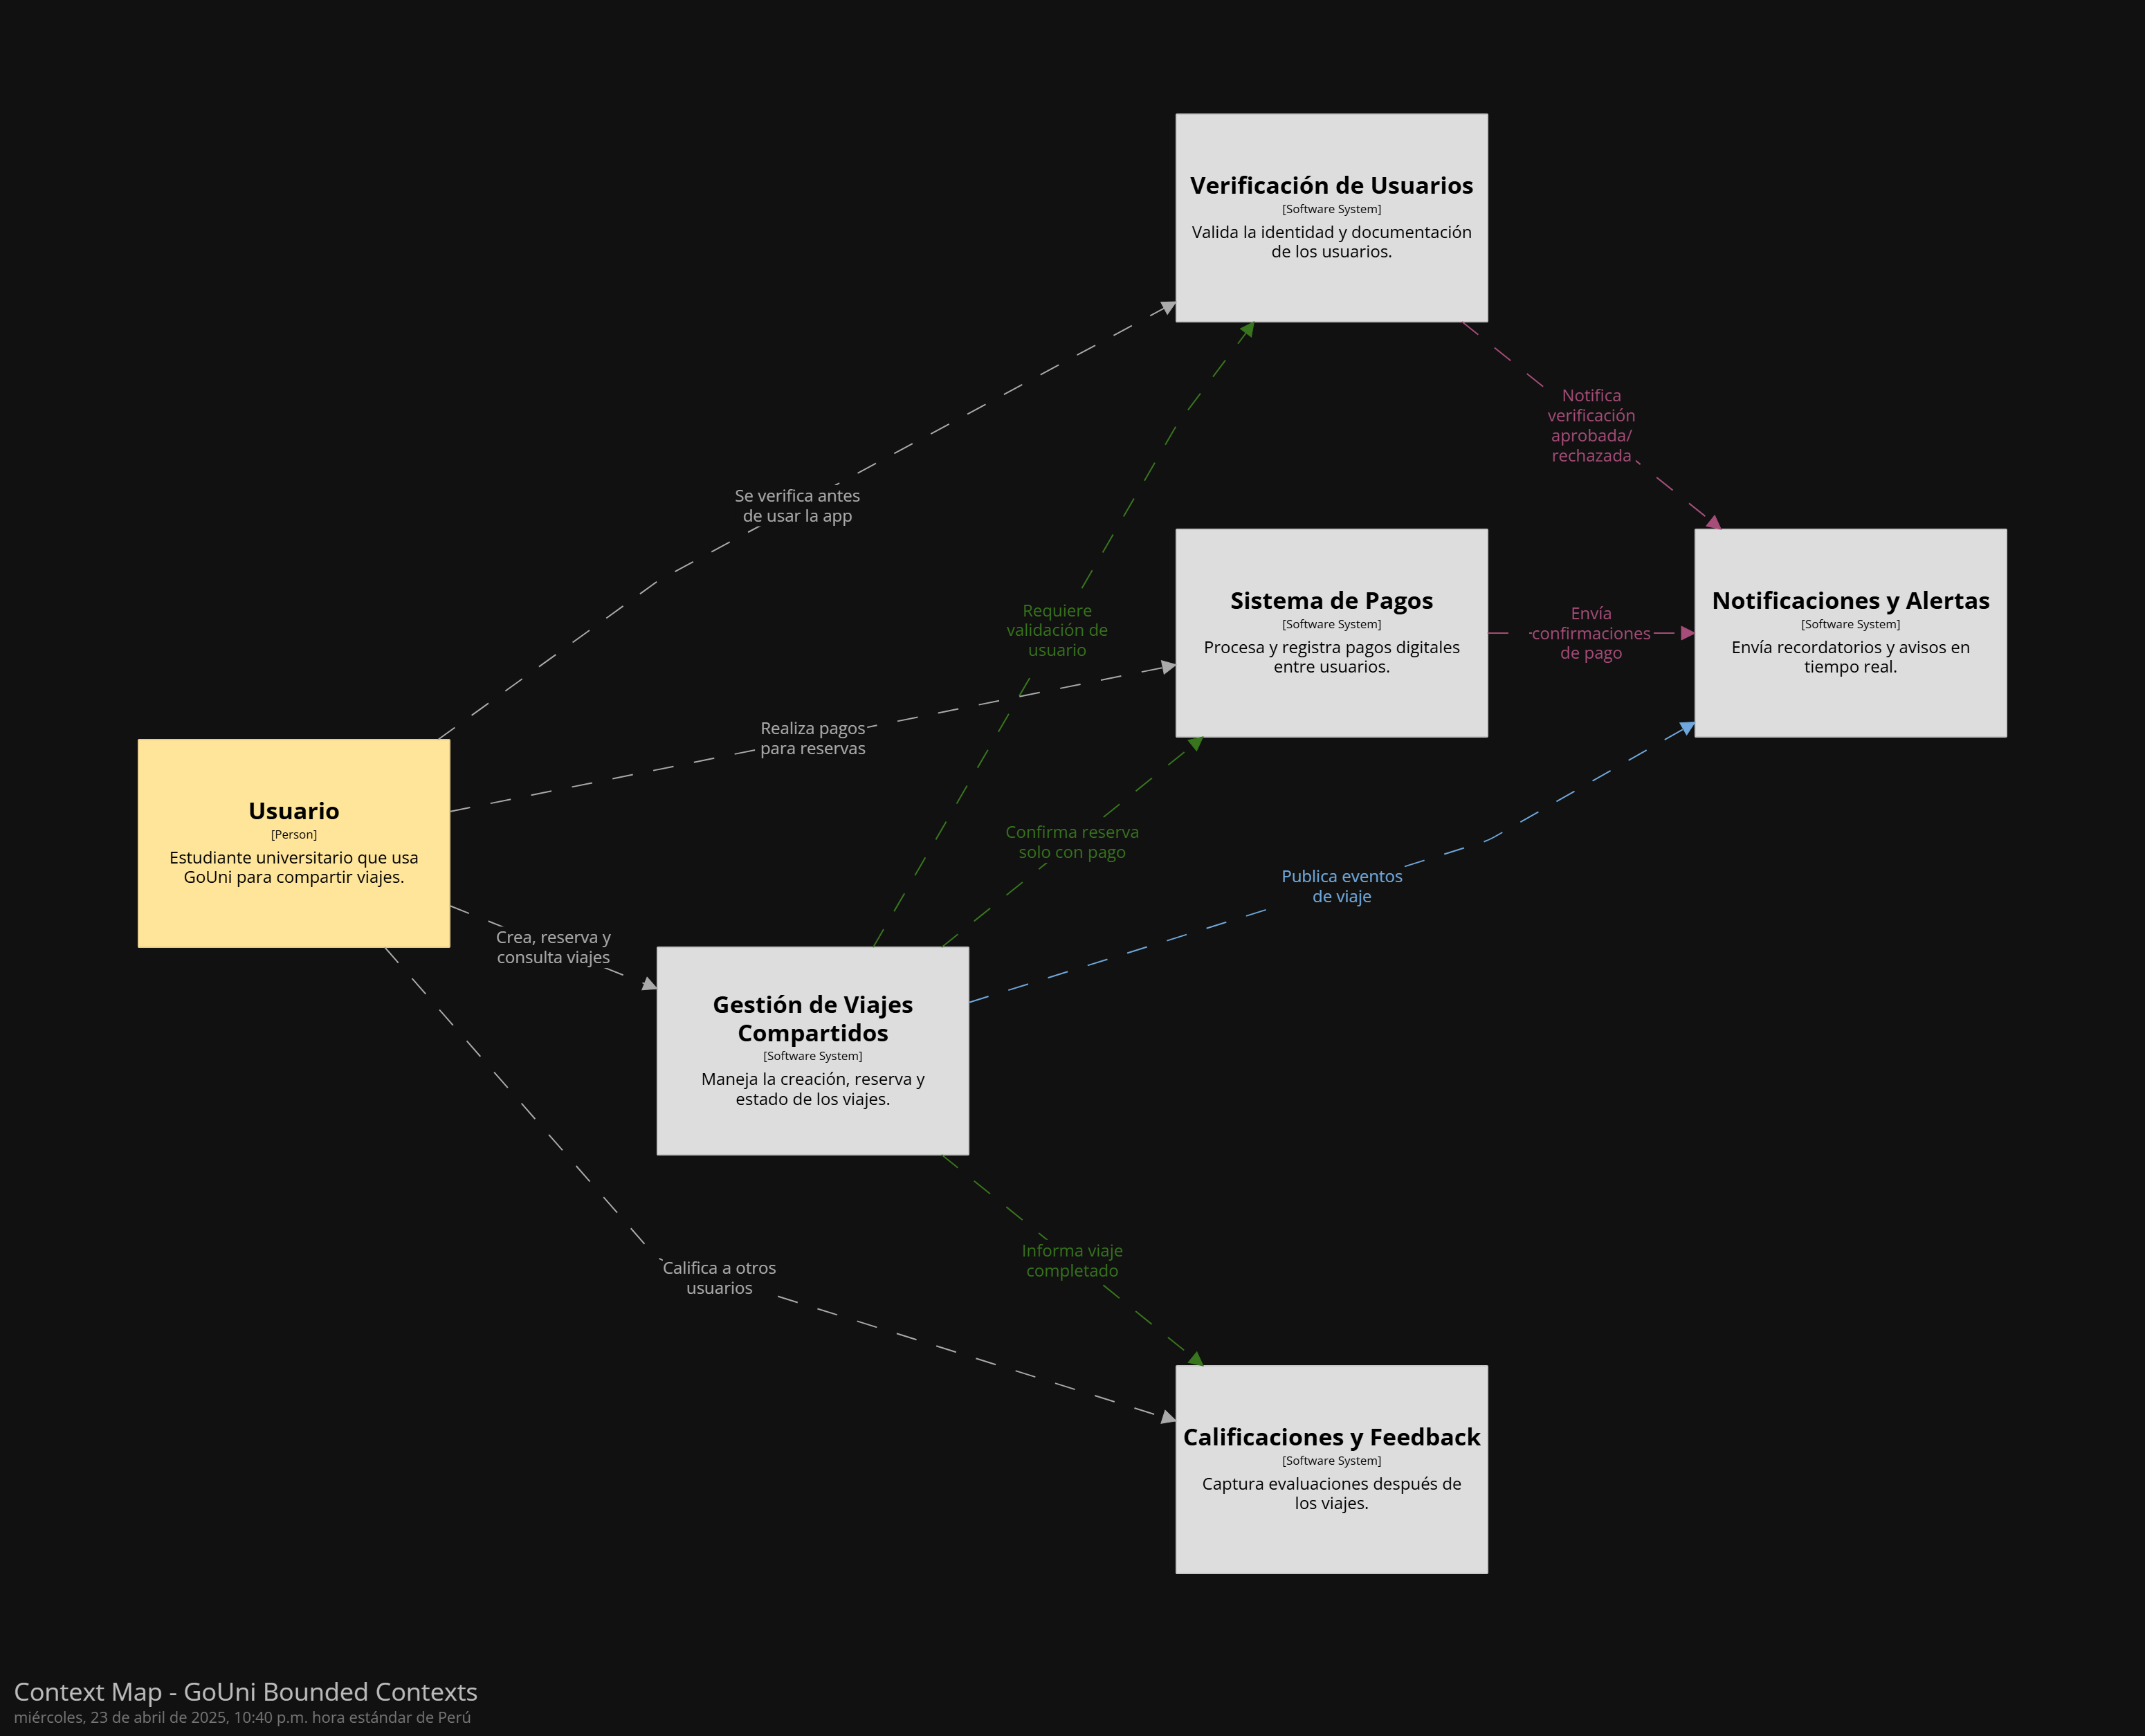 Verificación de Usuarios
[Software System]
Valida la identidad y documentación
de los usuarios.
Notifica
verificación
aprobada/
rechazada
Se verifica antes
de usar la app
Requiere
validación de
usuario
Sistema de Pagos
[Software System]
Procesa y registra pagos digitales
entre usuarios.
Envía
confirmaciones
de pago
Notificaciones y Alertas
[Software System]
Envía recordatorios y avisos en
tiempo real.
Realiza pagos
para reservas
Usuario
[Person]
Estudiante universitario que usa
GoUni para compartir viajes.
Confirma reserva
solo con pago
Publica eventos
de viaje
Crea, reserva y
consulta viajes
Gestión de Viajes
Compartidos
[Software System]
Maneja la creación, reserva y
estado de los viajes.
Informa viaje
completado
Califica a otros
usuarios
Calificaciones y Feedback
[Software System]
Captura evaluaciones después de
los viajes.
Context Map - GoUni Bounded Contexts
miércoles, 23 de abril de 2025, 10:40 p.m. hora estándar de Perú